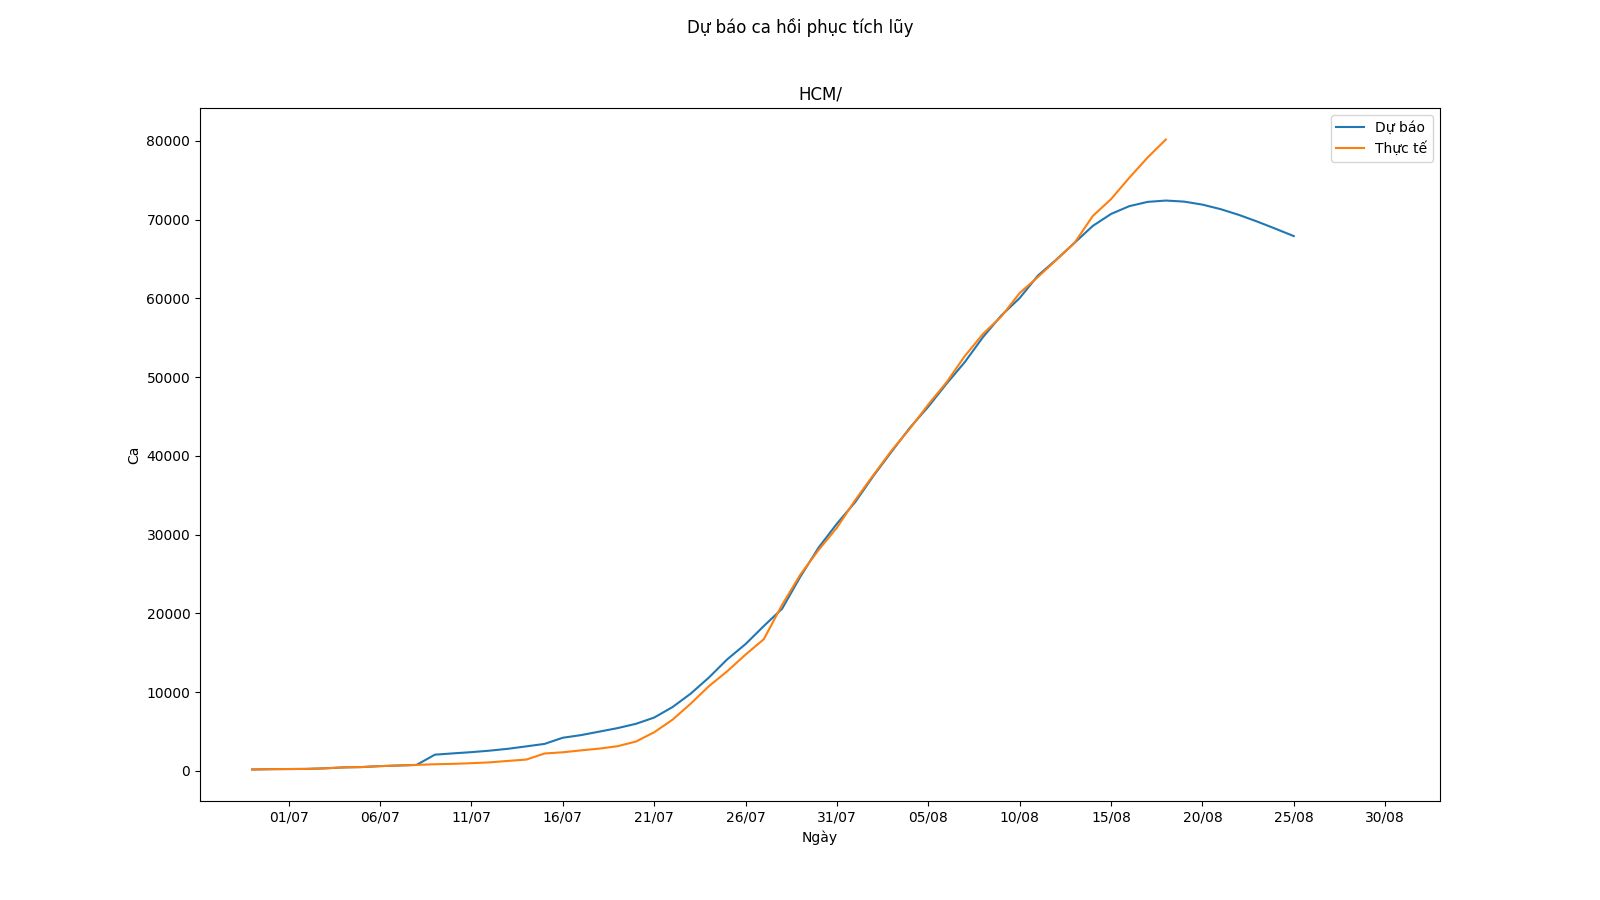 Dự báo ca hồi phục tích lũy
HCM/
Dự báo
Thực tế
80000
70000
60000
50000
40000
30000
20000
10000
0
Ca
01/07 06/07 11/07 16/07 21/07 26/07 31/07 05/08 10/08 15/08 20/08 25/08 30/08
Ngày